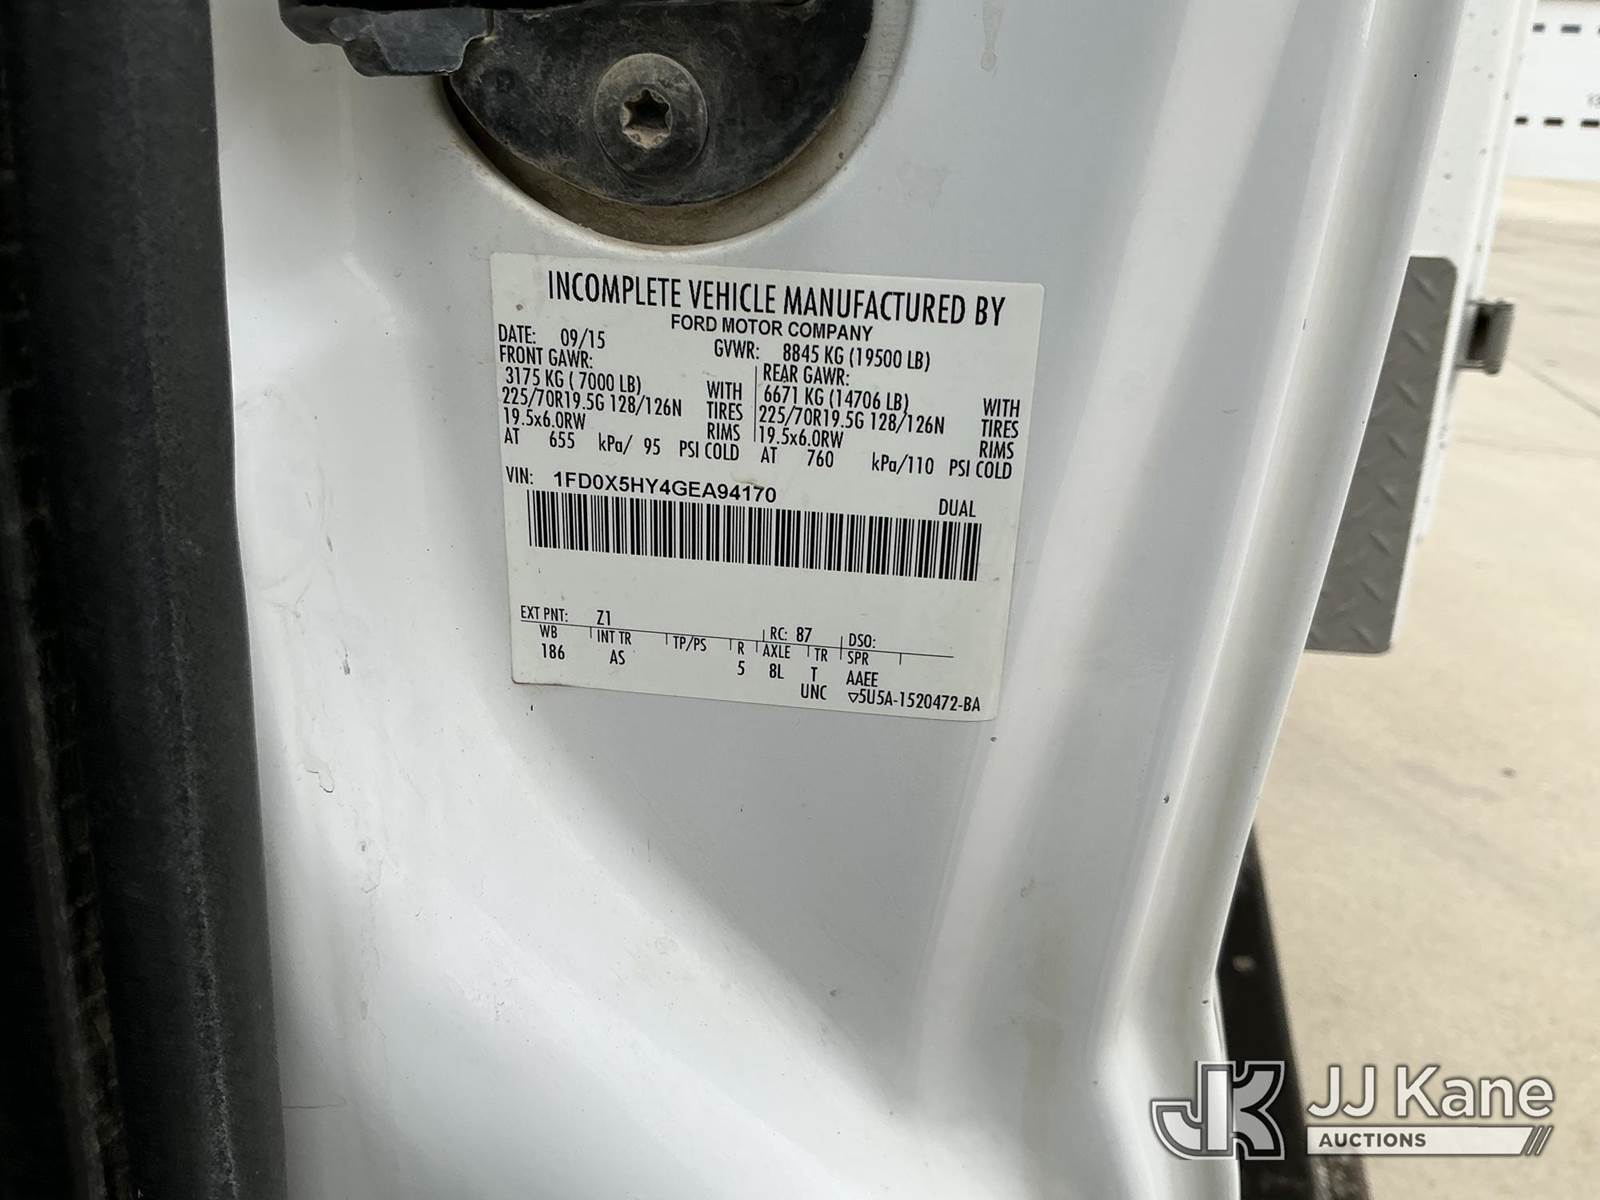 INCOMPLETE VEHICLE MANUFACTURED BY
FORD MOTOR COMPANY
DATE: 09/15 GVWR: 8845 KG (19500 LB)
FRONT GAWR: REAR GAWR:
3175 KG ( 7000 LB) WITH 6671 KG (14706 LB) WITH
225/70R19.5G 128/126N TIRES 225/70R19.5G 128/126N TIRES
19.5x6.0RW RIMS 19.5x6.0RW RIMS
AT 655 kPa/ 95 PSI COLD AT 760 kPa/110 PSI COLD
VIN: 1FD0X5HY4GEA94170 DUAL
EXT PNT: Z1 RC: 87 DSO:
WB INT TR TP/PS R AXLE TR SPR
186 AS 5 8L T AAEE
UNC ▽5U5A-1520472-BA
JK JJ Kane
AUCTIONS